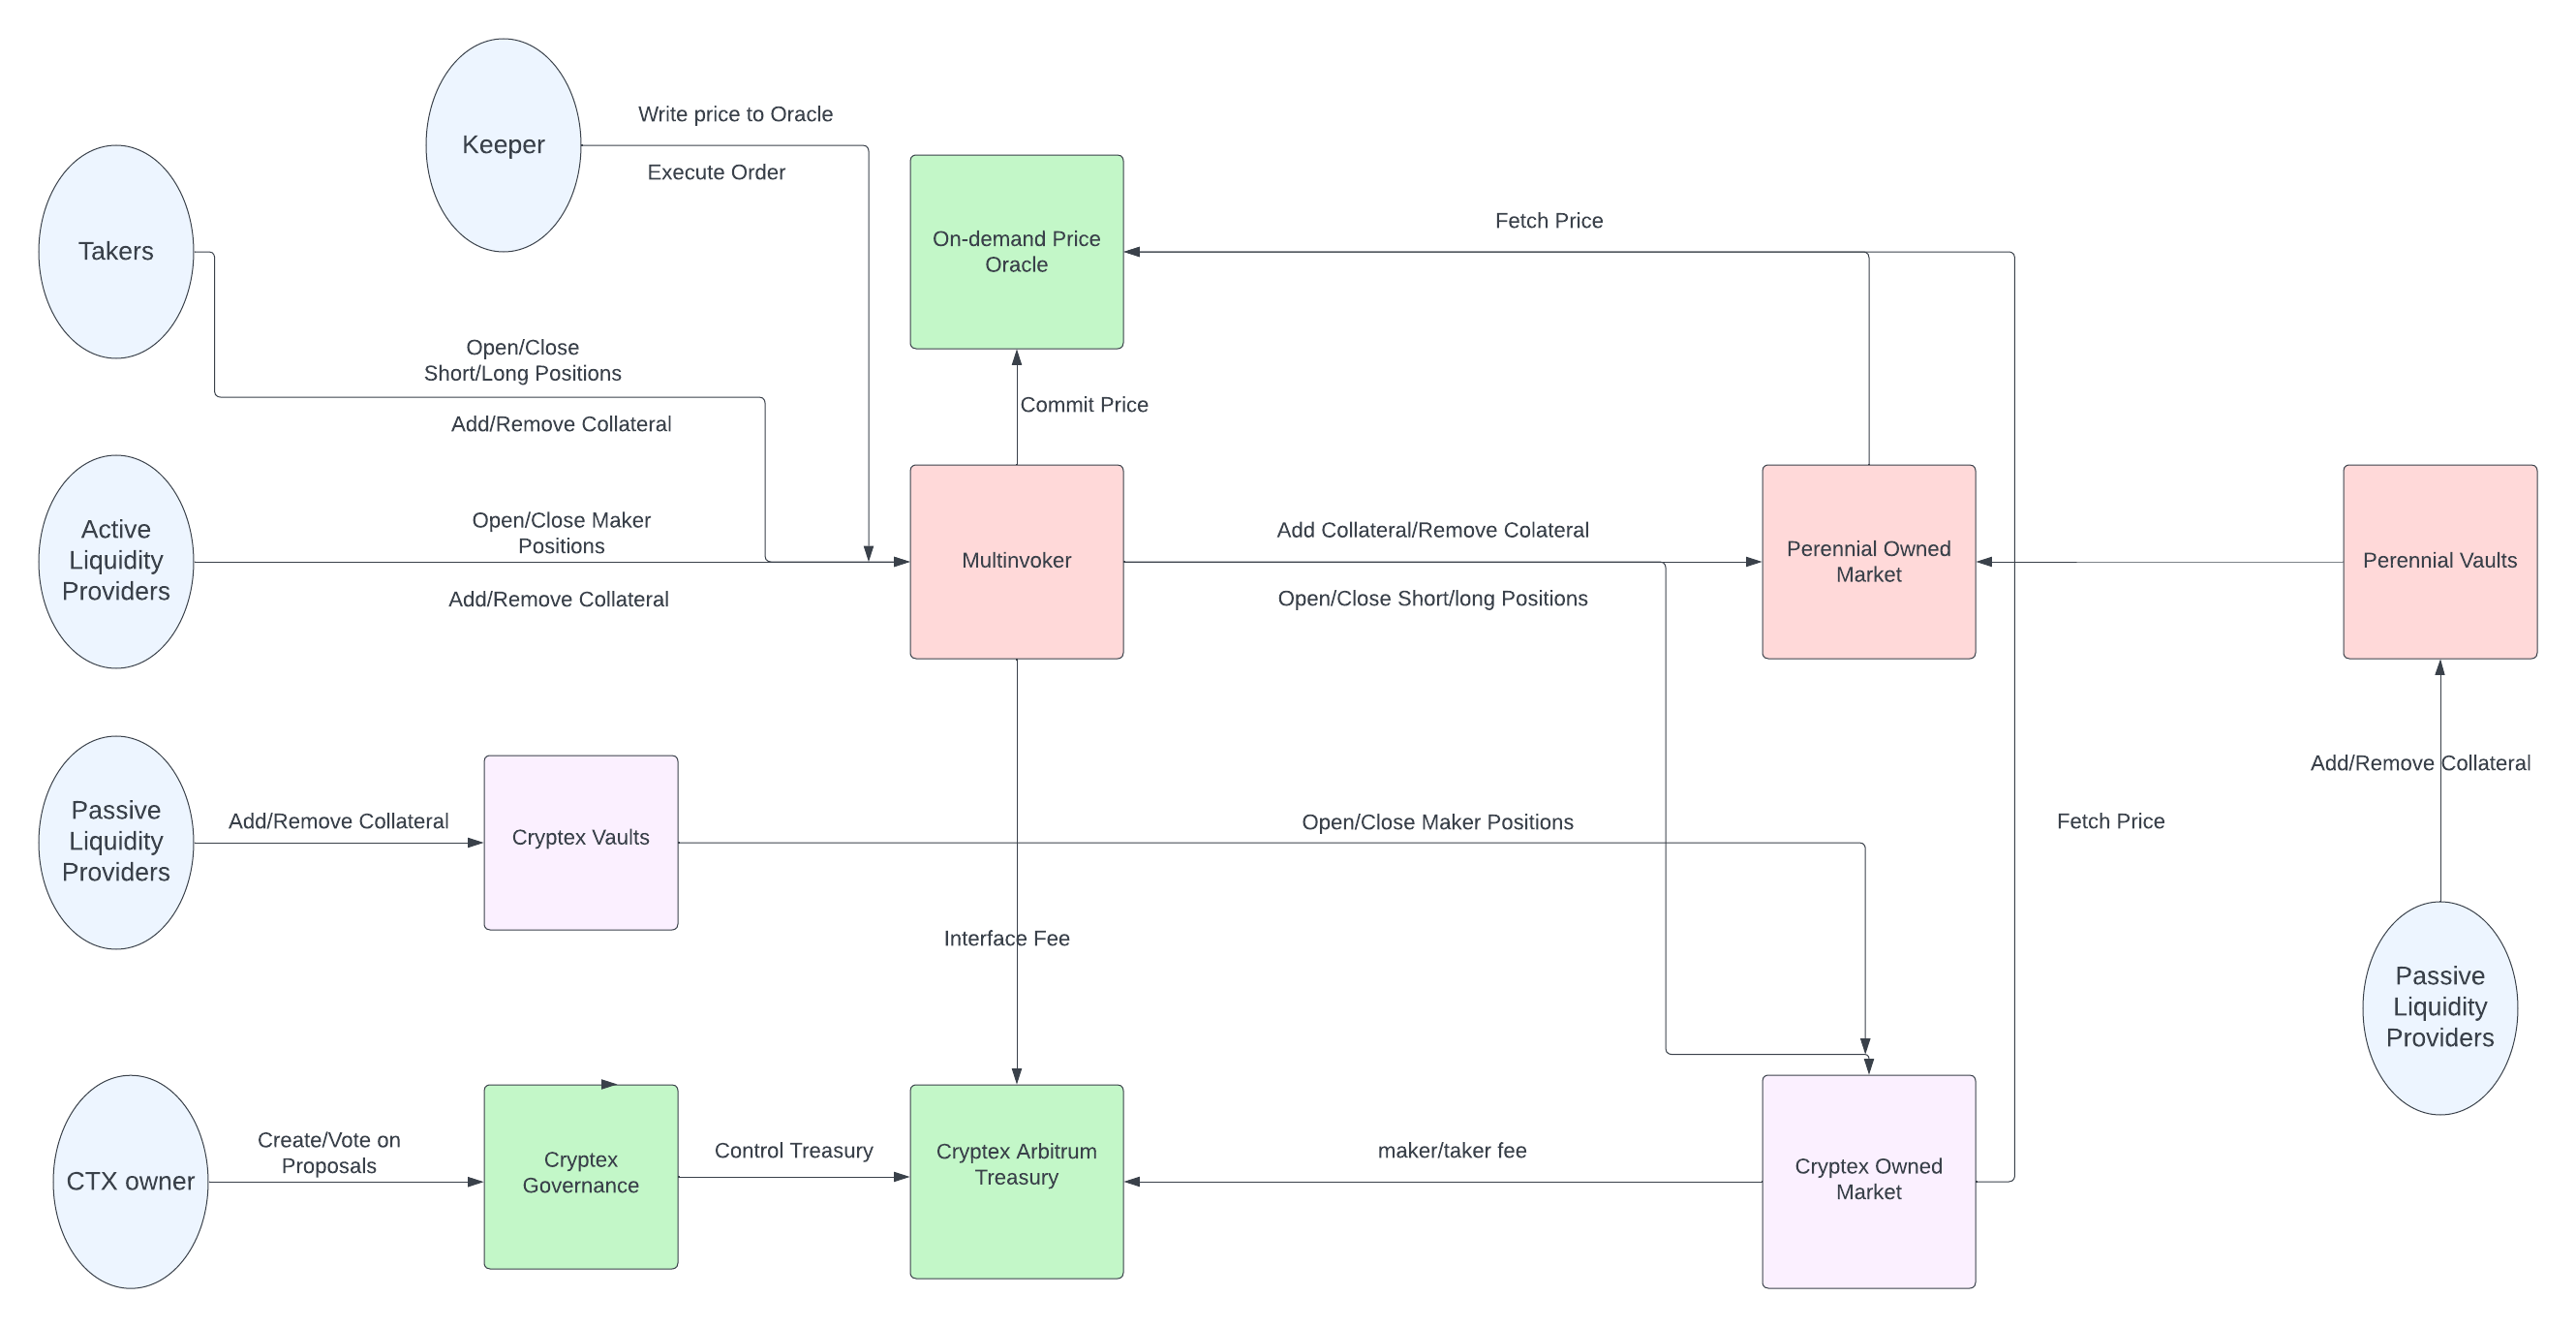 Keeper
Write price to Oracle
Execute Order
Takers
On-demand Price
Oracle
Fetch Price
Open/Close
Short/Long Positions
Add/Remove Collateral
Commit Price
Active
Liquidity
Providers
Open/Close Maker
Positions
Add/Remove Collateral
Multinvoker
Add Collateral/Remove Colateral
Open/Close Short/long Positions
Perennial Owned
Market
Perennial Vaults
Add/Remove Collateral
Passive
Liquidity
Providers
Add/Remove Collateral
Cryptex Vaults
Open/Close Maker Positions
Fetch Price
Interface Fee
Passive
Liquidity
Providers
CTX owner
Create/Vote on
Proposals
Cryptex
Governance
Control Treasury
Cryptex Arbitrum
Treasury
maker/taker fee
Cryptex Owned
Market